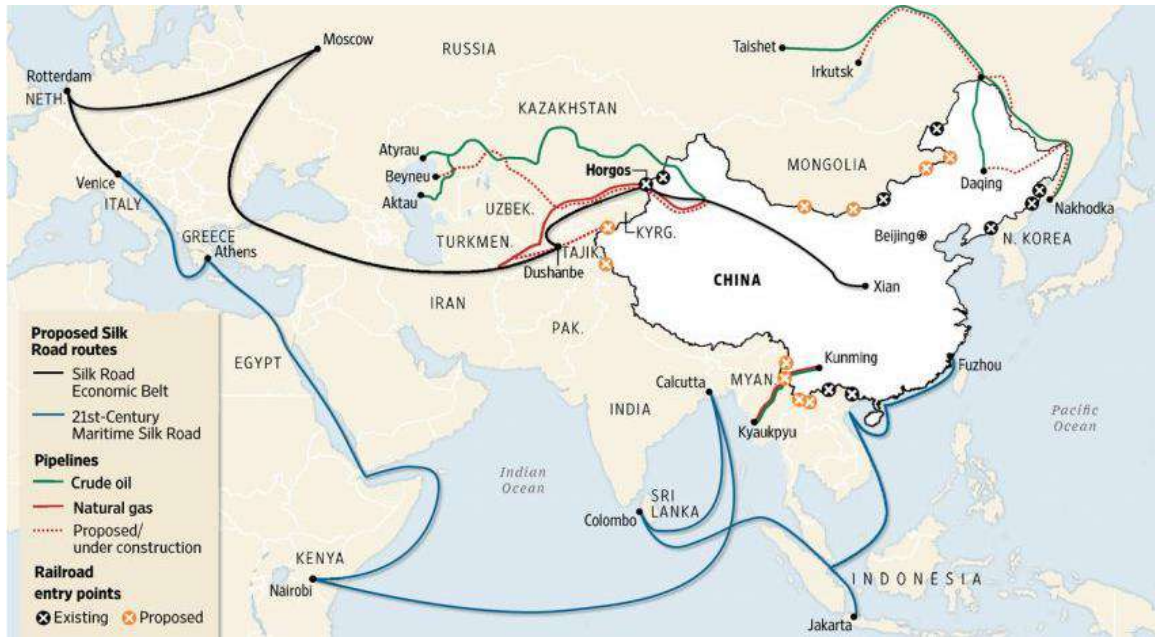 Moscow
RUSSIA
Taishet
Irkutsk
Rotterdam
NETH.
KAZAKHSTAN
Atyrau
Beyneu
Aktau
Horgos
MONGOLIA
Daqing
Nakhodka
Venice
ITALY
UZBEK.
TURKMEN.
KYRG.
TAJIK.
Dushanbe
Beijing
N. KOREA
GREECE
Athens
IRAN
CHINA
Xian
PAK.
EGYPT
Calcutta
MYAN
Kunming
Fuzhou
INDIA
Kyaukpyu
Pacific
Ocean
Indian
Ocean
SRI
LANKA
Colombo
KENYA
Nairobi
INDONESIA
Jakarta
Proposed Silk
Road routes
Silk Road
Economic Belt
21st-Century
Maritime Silk Road
Pipelines
Crude oil
Natural gas
Proposed/
under construction
Railroad
entry points
Existing Proposed